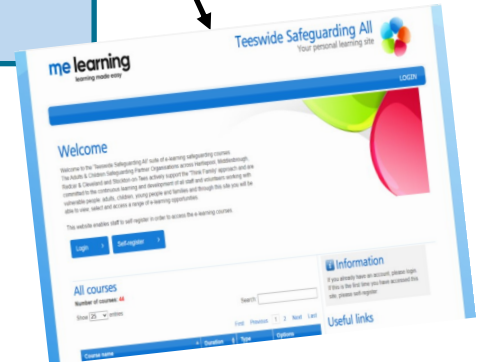 me learning
learning made easy
Teeswide Safeguarding All
Your personal learning site
LOGIN
Welcome
Welcome to the 'Teeswide Safeguarding All' suite of e-learning safeguarding courses.
The Adults & Children Safeguarding Partner Organisations across Hartlepool, Middlesbrough,
Redcar & Cleveland and Stockton-on-Tees actively support the "Think Family" approach and are
committed to the continuous learning and development of all staff and volunteers working with
vulnerable people, adults, children, young people and families and through this site you will be
able to view, select and access a range of e-learning opportunities.
This website enables staff to self register in order to access the e-learning courses.
Login >
Self-register >
All courses
Number of courses: 44
Show 25 entries
Search:
First Previous 1 2 Next Last
Course name Duration Type Options
Information
If you already have an account, please login.
If this is the first time you have accessed this
site, please self-register
Useful links